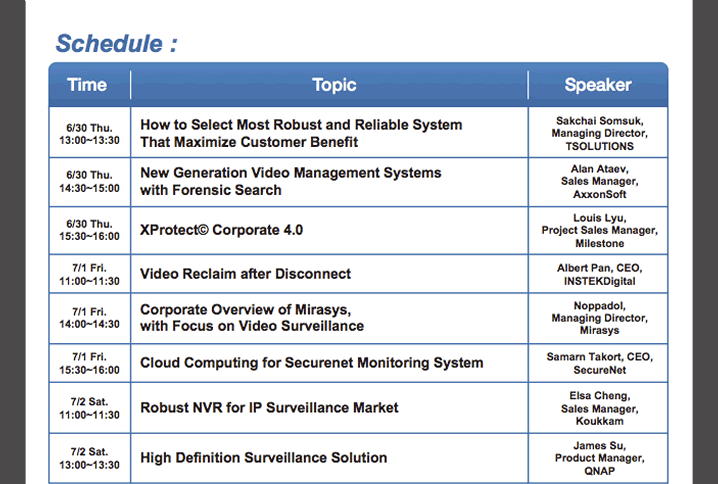 Schedule :
Time Topic Speaker
6/30 Thu.
13:00~13:30
How to Select Most Robust and Reliable System
That Maximize Customer Benefit
Sakchai Somsuk,
Managing Director,
TSOLUTIONS
6/30 Thu.
14:30~15:00
New Generation Video Management Systems
with Forensic Search
Alan Ataev,
Sales Manager,
AxxonSoft
6/30 Thu.
15:30~16:00
XProtect© Corporate 4.0
Louis Lyu,
Project Sales Manager,
Milestone
7/1 Fri.
11:00~11:30
Video Reclaim after Disconnect
Albert Pan, CEO,
INSTEKDigital
7/1 Fri.
14:00~14:30
Corporate Overview of Mirasys,
with Focus on Video Surveillance
Noppadol,
Managing Director,
Mirasys
7/1 Fri.
15:30~16:00
Cloud Computing for Securenet Monitoring System
Samarn Takort, CEO,
SecureNet
7/2 Sat.
11:00~11:30
Robust NVR for IP Surveillance Market
Elsa Cheng,
Sales Manager,
Koukkam
7/2 Sat.
13:00~13:30
High Definition Surveillance Solution
James Su,
Product Manager,
QNAP